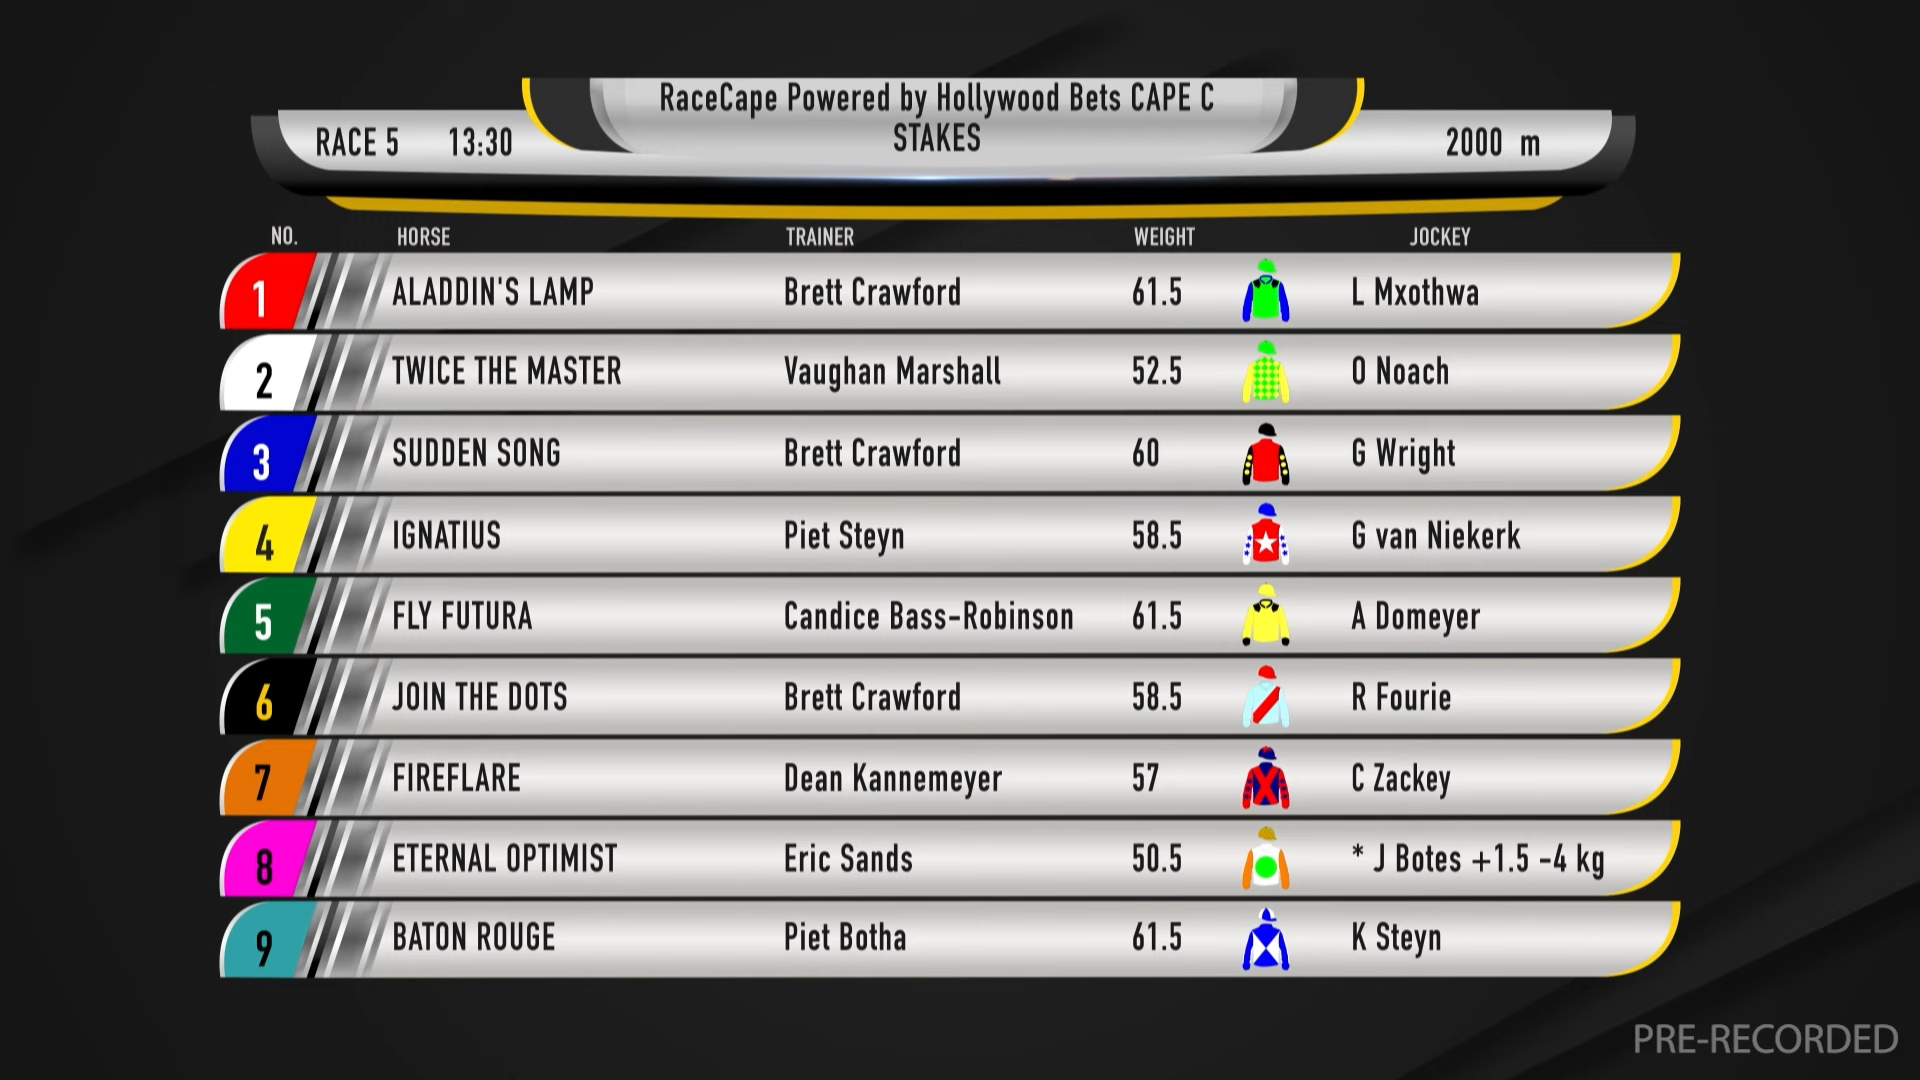 RaceCape Powered by Hollywood Bets CAPE C
STAKES
RACE 5 13:30 2000 m
NO. HORSE TRAINER WEIGHT JOCKEY
1 ALADDIN'S LAMP Brett Crawford 61.5 L Mxothwa
2 TWICE THE MASTER Vaughan Marshall 52.5 O Noach
3 SUDDEN SONG Brett Crawford 60 G Wright
4 IGNATIUS Piet Steyn 58.5 G van Niekerk
5 FLY FUTURA Candice Bass-Robinson 61.5 A Domeyer
6 JOIN THE DOTS Brett Crawford 58.5 R Fourie
7 FIREFLARE Dean Kannemeyer 57 C Zackey
8 ETERNAL OPTIMIST Eric Sands 50.5 * J Botes +1.5 -4 kg
9 BATON ROUGE Piet Botha 61.5 K Steyn
PRE-RECORDED